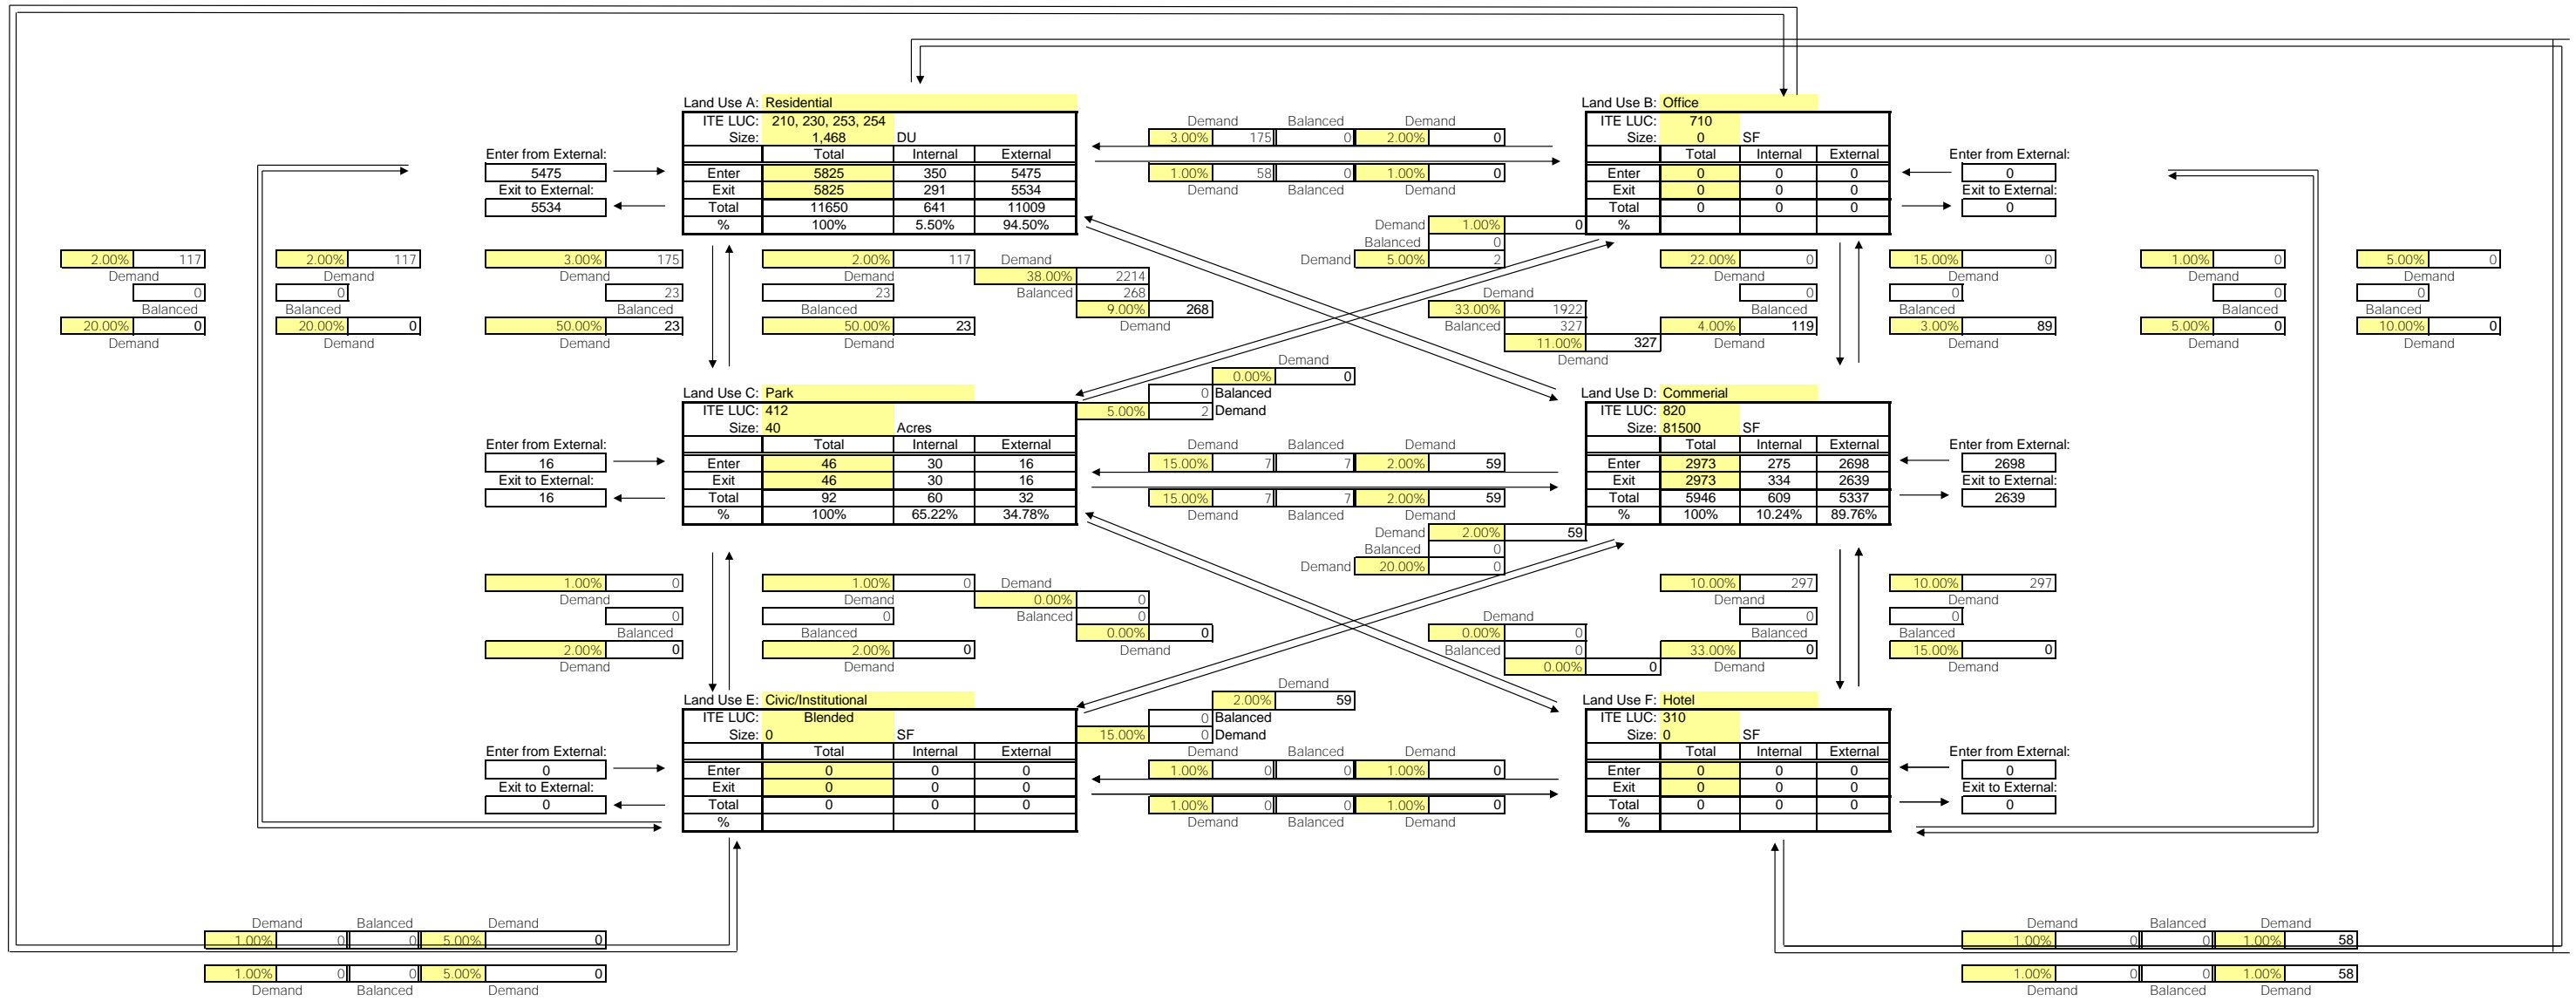 Land Use A: Residential
ITE LUC: 210, 230, 253, 254
Size: 1,468 DU
Total Internal External
Enter 5825 350 5475
Exit 5825 291 5534
Total 11650 641 11009
% 100% 5.50% 94.50%
Enter from External:
5475
Exit to External:
5534
Demand Balanced Demand
3.00% 175 0 2.00% 0
1.00% 58 0 1.00% 0
Demand Balanced Demand
Land Use B: Office
ITE LUC: 710
Size: 0 SF
Total Internal External
Enter 0 0 0
Exit 0 0 0
Total 0 0 0
%
Enter from External:
0
Exit to External:
0
Demand 1.00% 0
Balanced 0
Demand 5.00% 2
2.00% 117
Demand
0
Balanced
20.00% 0
Demand
2.00% 117
Demand
0
Balanced
20.00% 0
Demand
3.00% 175
Demand
23
Balanced
50.00% 23
Demand
2.00% 117
Demand
23
Balanced
50.00% 23
Demand
Demand
38.00% 2214
Balanced 268
9.00% 268
Demand
Demand
33.00% 1922
Balanced 327
11.00% 327
Demand
22.00% 0
Demand
0
Balanced
4.00% 119
Demand
15.00% 0
Demand
0
Balanced
3.00% 89
Demand
1.00% 0
Demand
0
Balanced
5.00% 0
Demand
5.00% 0
Demand
0
Balanced
10.00% 0
Demand
Demand
0.00% 0
0 Balanced
5.00% 2 Demand
Land Use C: Park
ITE LUC: 412
Size: 40 Acres
Total Internal External
Enter 46 30 16
Exit 46 30 16
Total 92 60 32
% 100% 65.22% 34.78%
Enter from External:
16
Exit to External:
16
Demand Balanced Demand
15.00% 7 7 2.00% 59
15.00% 7 7 2.00% 59
Demand Balanced Demand
Land Use D: Commerial
ITE LUC: 820
Size: 81500 SF
Total Internal External
Enter 2973 275 2698
Exit 2973 334 2639
Total 5946 609 5337
% 100% 10.24% 89.76%
Enter from External:
2698
Exit to External:
2639
Demand 2.00% 59
Balanced 0
Demand 20.00% 0
1.00% 0
Demand
0
Balanced
2.00% 0
Demand
1.00% 0
Demand
0
Balanced
2.00% 0
Demand
Demand
0.00% 0
Balanced 0
0.00% 0
Demand
Demand
0.00% 0
Balanced 0
0.00% 0
10.00% 297
Demand
0
Balanced
33.00% 0
Demand
10.00% 297
Demand
0
Balanced
15.00% 0
Demand
Demand
2.00% 59
0 Balanced
15.00% 0 Demand
Land Use E: Civic/Institutional
ITE LUC: Blended
Size: 0 SF
Total Internal External
Enter 0 0 0
Exit 0 0 0
Total 0 0 0
%
Enter from External:
0
Exit to External:
0
Demand Balanced Demand
1.00% 0 0 1.00% 0
1.00% 0 0 1.00% 0
Demand Balanced Demand
Land Use F: Hotel
ITE LUC: 310
Size: 0 SF
Total Internal External
Enter 0 0 0
Exit 0 0 0
Total 0 0 0
%
Enter from External:
0
Exit to External:
0
Demand Balanced Demand
1.00% 0 0 5.00% 0
1.00% 0 0 5.00% 0
Demand Balanced Demand
Demand Balanced Demand
1.00% 0 0 1.00% 58
1.00% 0 0 1.00% 58
Demand Balanced Demand